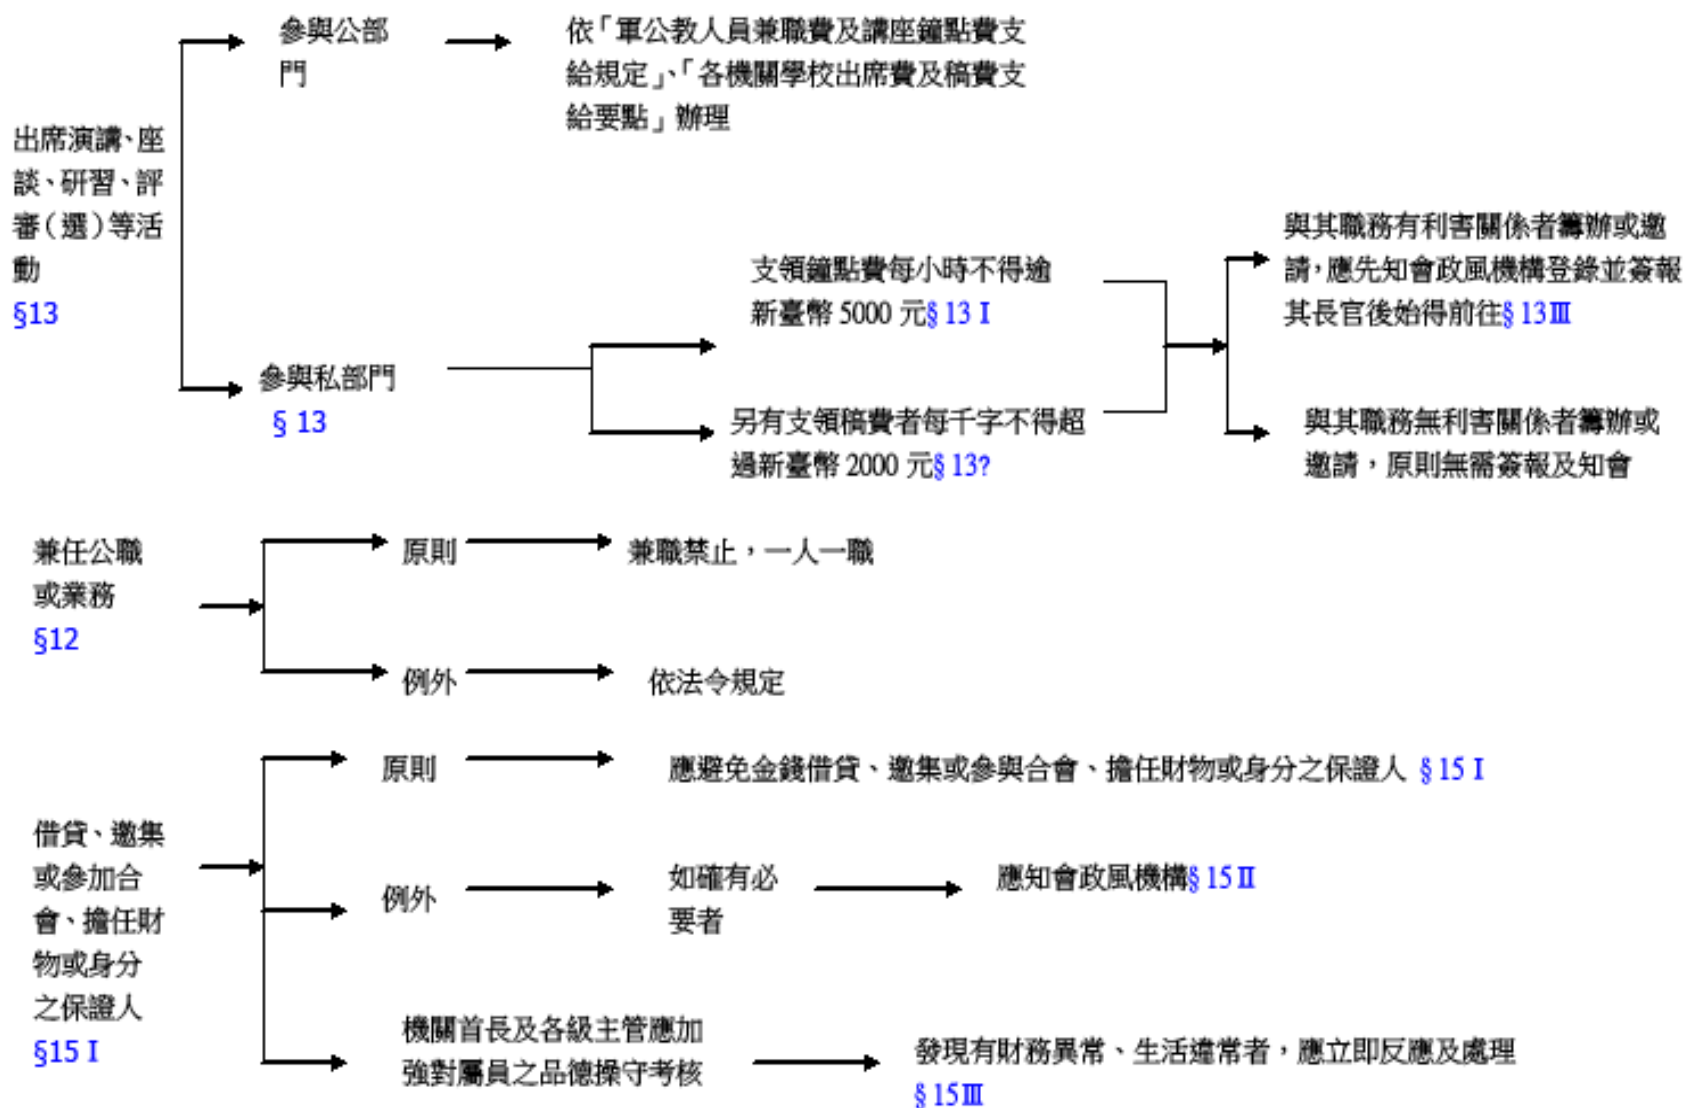 出席演講、座
談、研習、評
審（選）等活
動
§13
參與公部
門
依「軍公教人員兼職費及講座鐘點費支
給規定」、「各機關學校出席費及稿費支
給要點」辦理
參與私部門
§ 13
支領鐘點費每小時不得逾
新臺幣 5000 元§ 13 I
另有支領稿費者每千字不得超
過新臺幣 2000 元§ 13?
與其職務有利害關係者籌辦或邀
請，應先知會政風機構登錄並簽報
其長官後始得前往§ 13Ⅲ
與其職務無利害關係者籌辦或
邀請，原則無需簽報及知會
兼任公職
或業務
§12
原則
兼職禁止，一人一職
例外
依法令規定
借貸、邀集
或參加合
會、擔任財
物或身分
之保證人
§15 I
原則
應避免金錢借貸、邀集或參與合會、擔任財物或身分之保證人 § 15 I
例外
如確有必
要者
應知會政風機構§ 15Ⅱ
機關首長及各級主管應加
強對屬員之品德操守考核
發現有財務異常、生活違常者，應立即反應及處理
§ 15Ⅲ